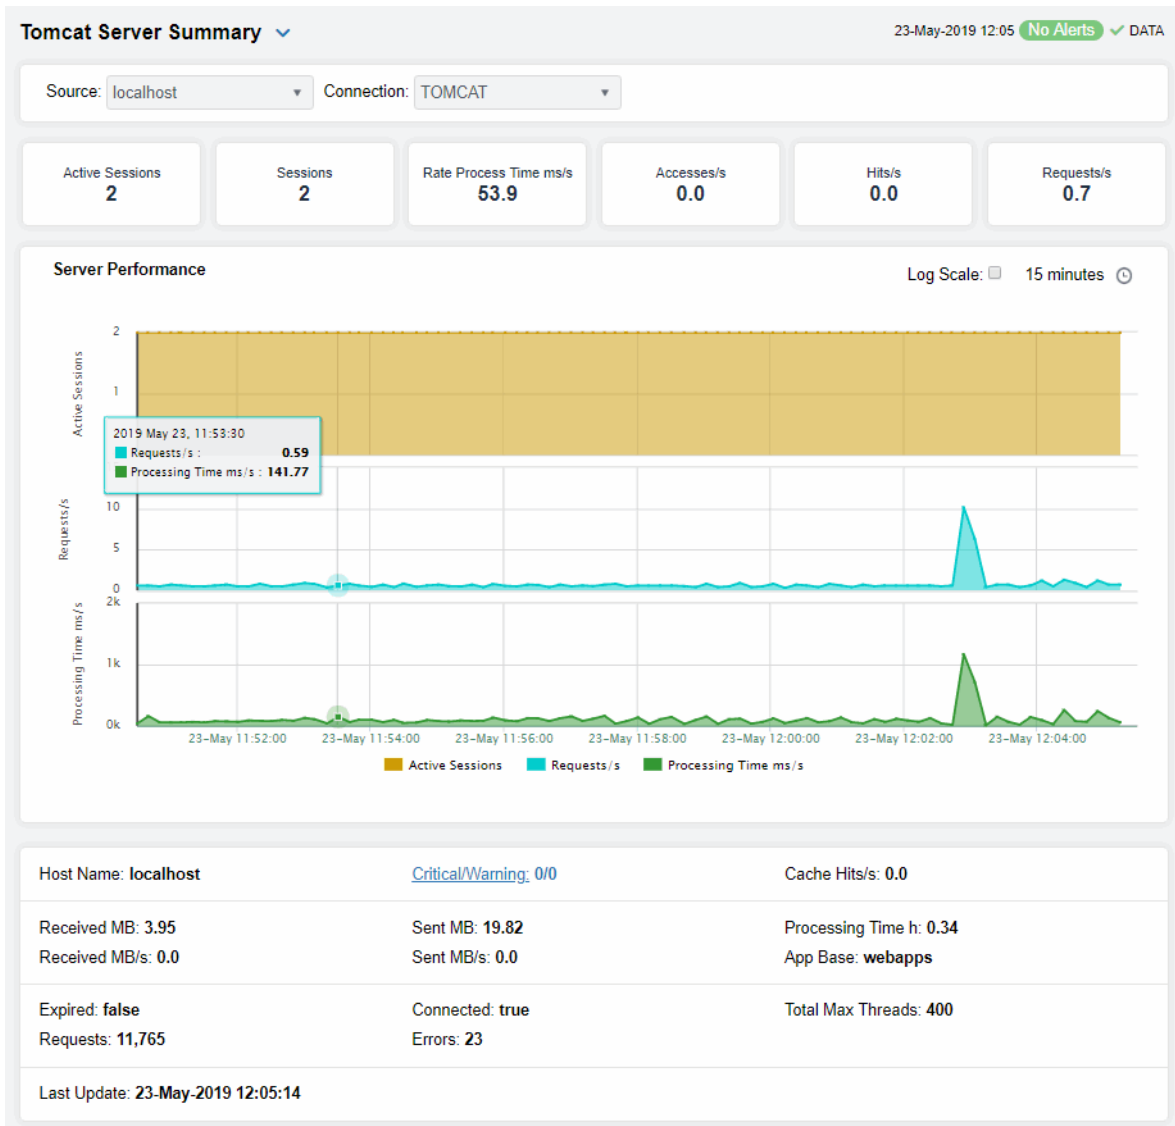 Tomcat Server Summary
23-May-2019 12:05 No Alerts DATA
Source: localhost Connection: TOMCAT
Active Sessions
2
Sessions
2
Rate Process Time ms/s
53.9
Accesses/s
0.0
Hits/s
0.0
Requests/s
0.7
Server Performance
Log Scale: 15 minutes
2
1
Active Sessions
2019 May 23, 11:53:30
Requests/s : 0.59
Processing Time ms/s : 141.77
10
5
0
Requests/s
2k
1k
0k
Processing Time ms/s
23-May 11:52:00 23-May 11:54:00 23-May 11:56:00 23-May 11:58:00 23-May 12:00:00 23-May 12:02:00 23-May 12:04:00
Active Sessions Requests/s Processing Time ms/s
Host Name: localhost Critical/Warning: 0/0 Cache Hits/s: 0.0
Received MB: 3.95 Sent MB: 19.82 Processing Time h: 0.34
Received MB/s: 0.0 Sent MB/s: 0.0 App Base: webapps
Expired: false Connected: true Total Max Threads: 400
Requests: 11,765 Errors: 23
Last Update: 23-May-2019 12:05:14